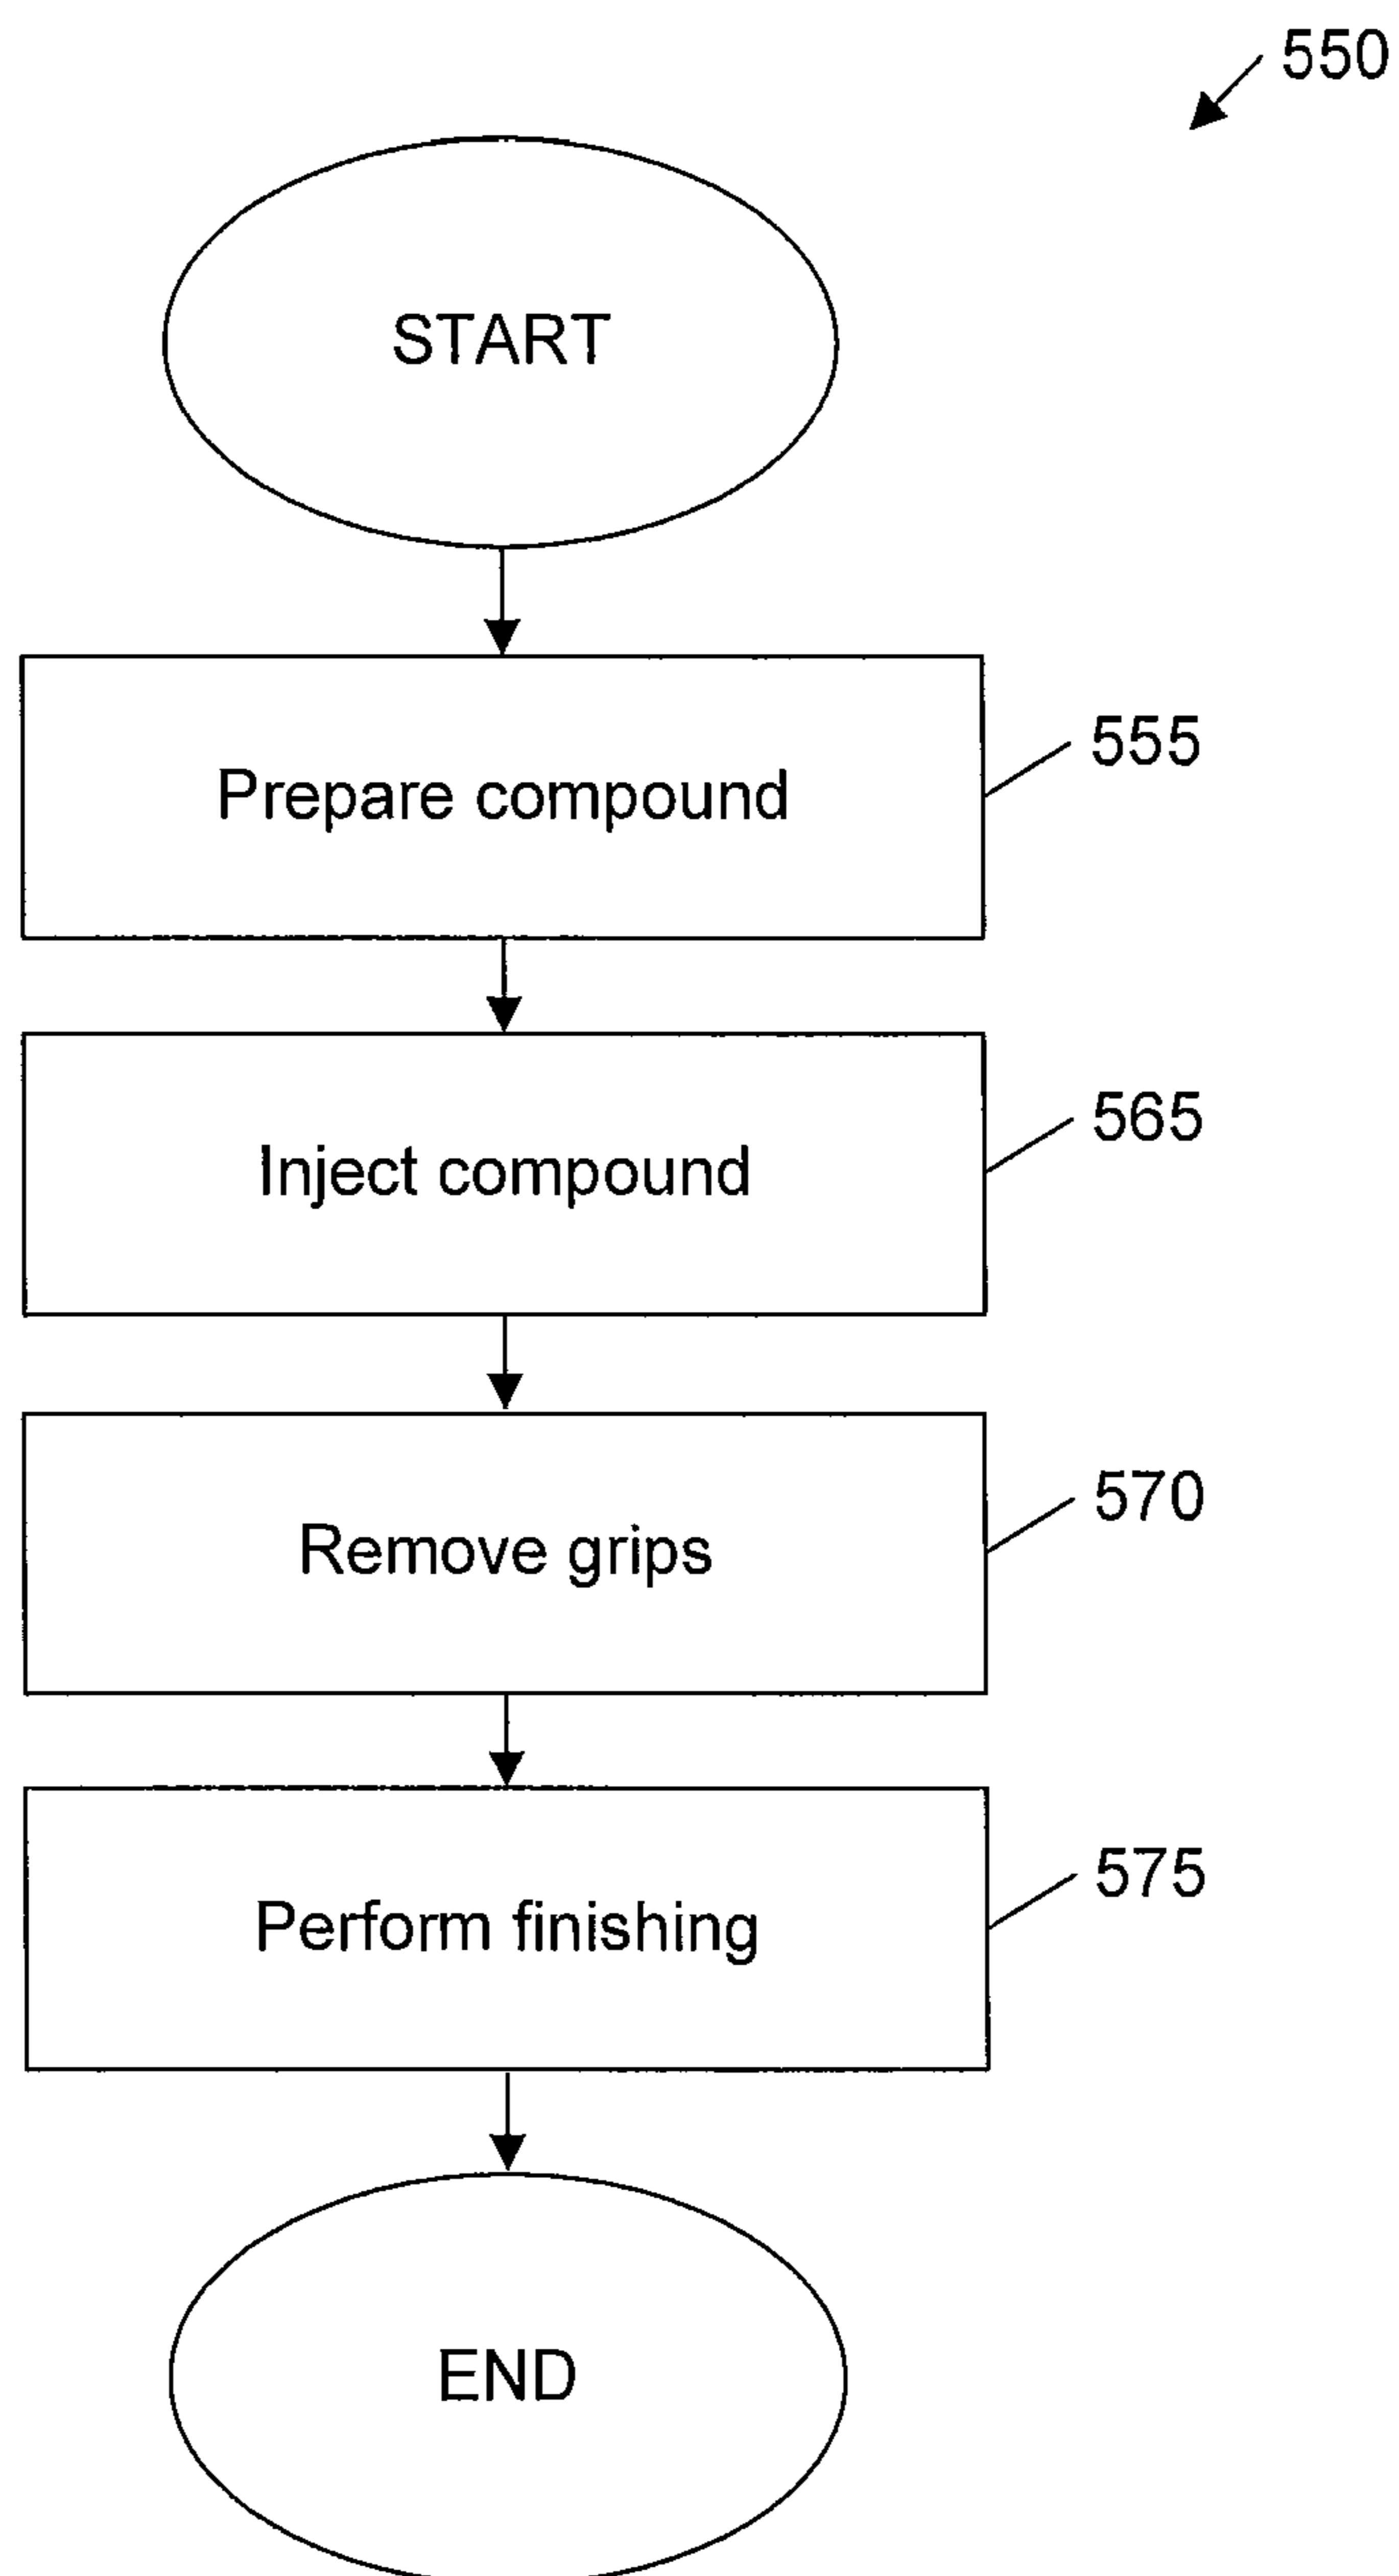 550
START
Prepare compound
555
Inject compound
565
Remove grips
570
Perform finishing
575
END